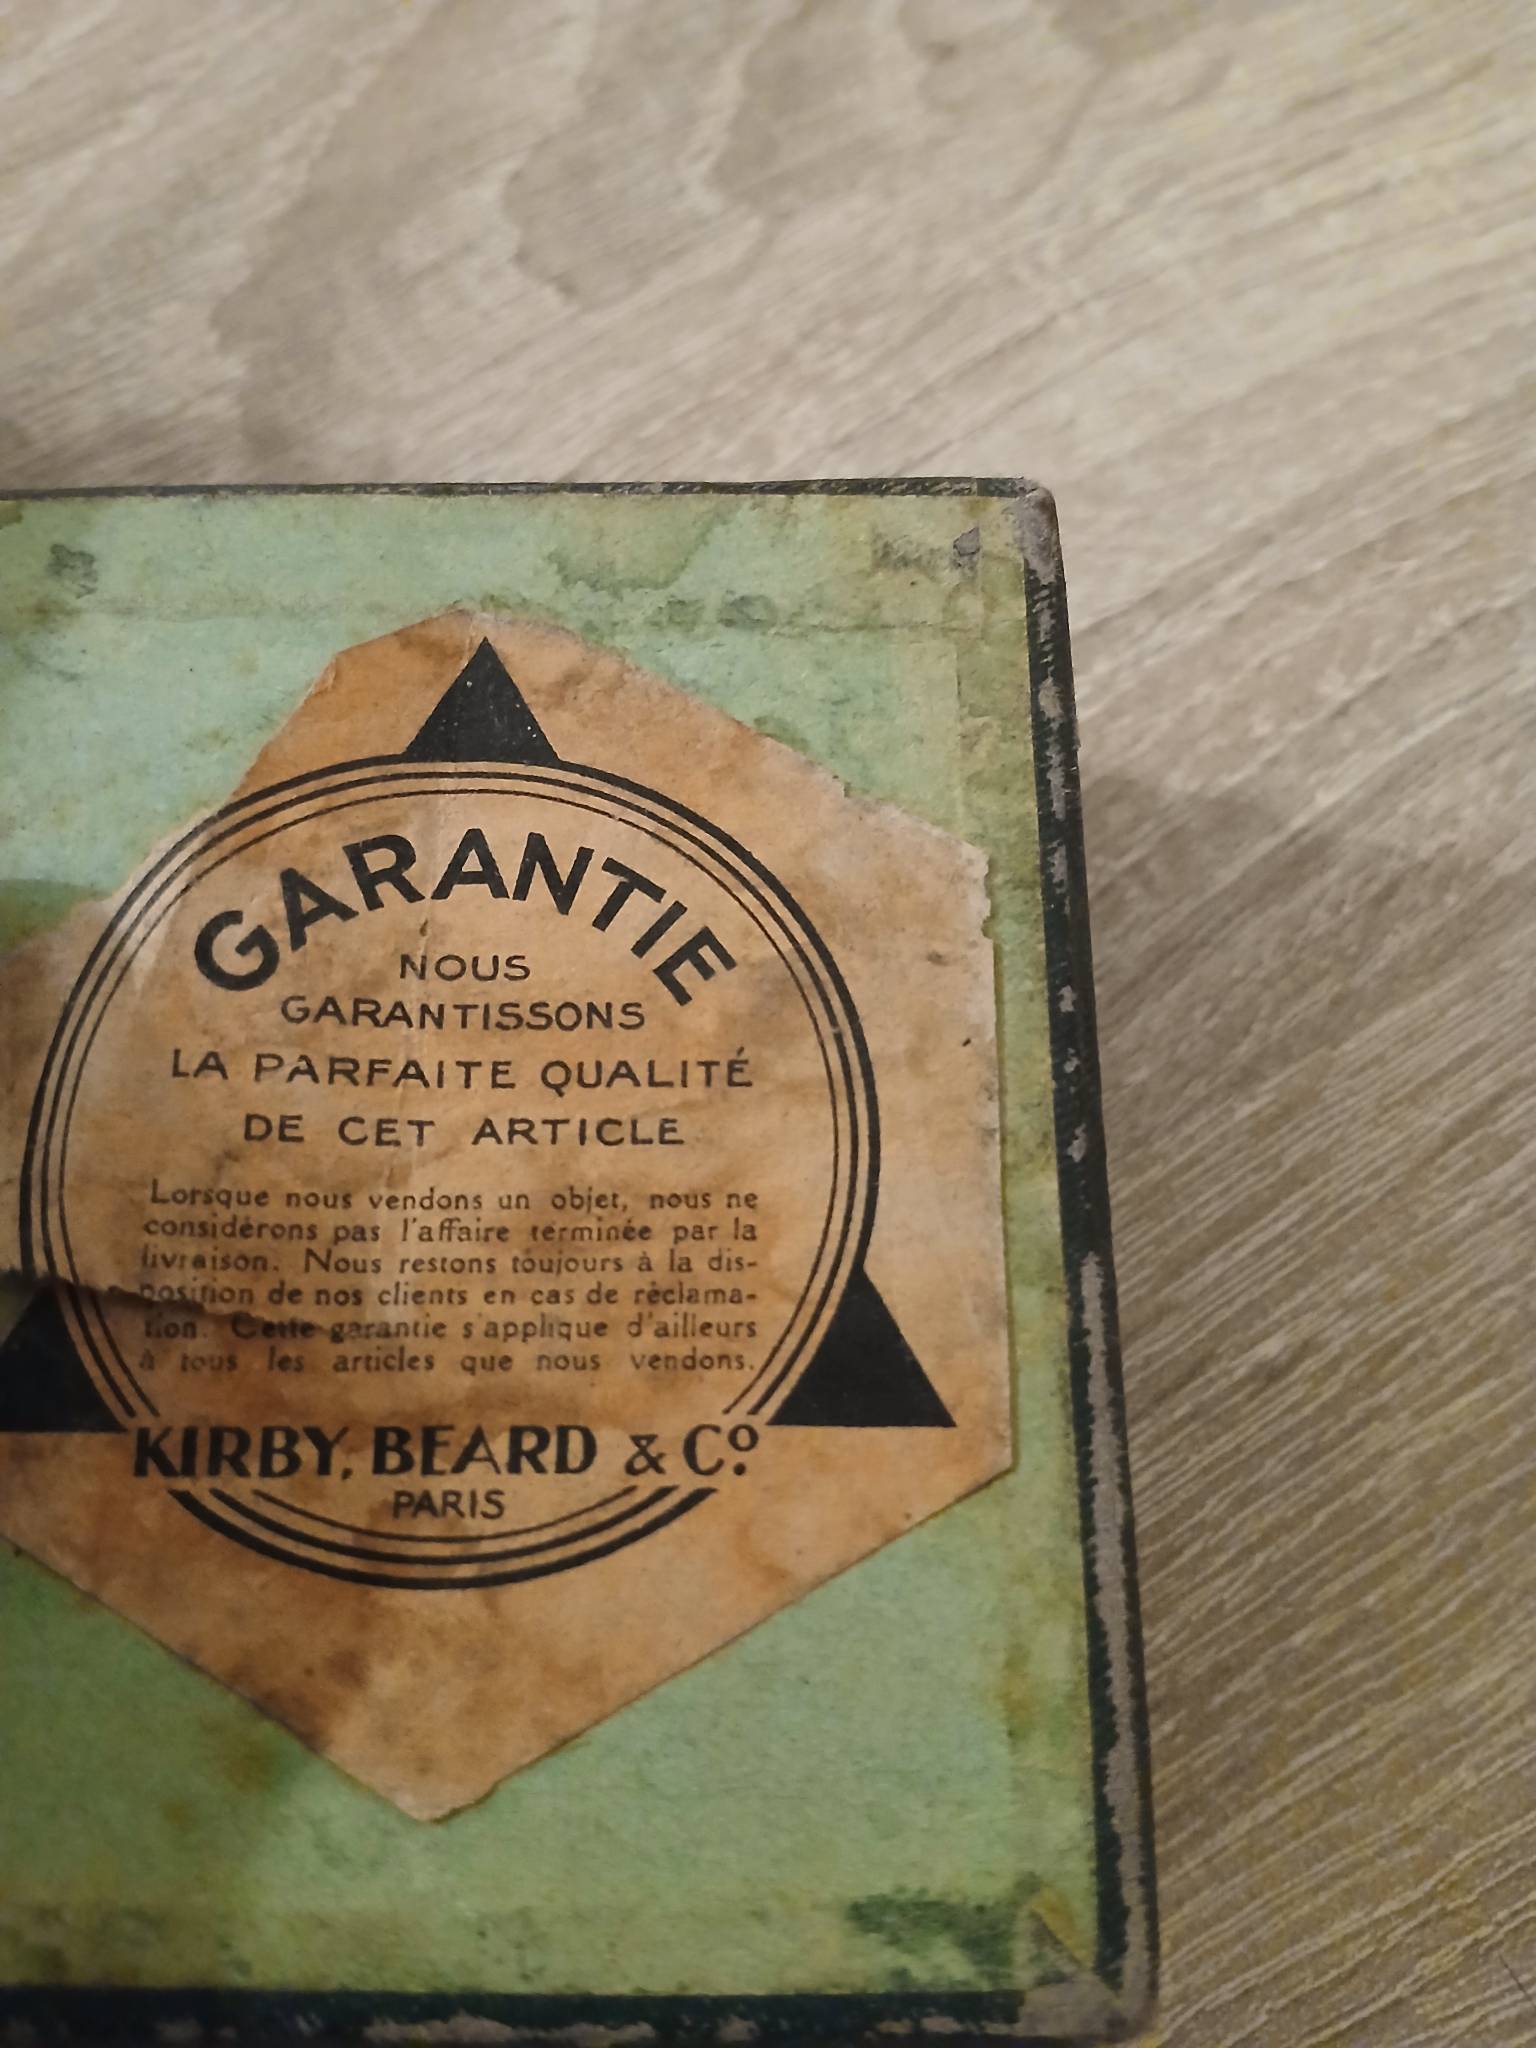 GARANTIE
NOUS
GARANTISSONS
LA PARFAITE QUALITÉ
DE CET ARTICLE
Lorsque nous vendons un objet, nous ne
considérons pas l'affaire terminée par la
livraison. Nous restons toujours à la dis-
position de nos clients en cas de réclama-
tion. Cette garantie s'applique d'ailleurs
à tous les articles que nous vendons.
KIRBY, BEARD & Cº.
PARIS